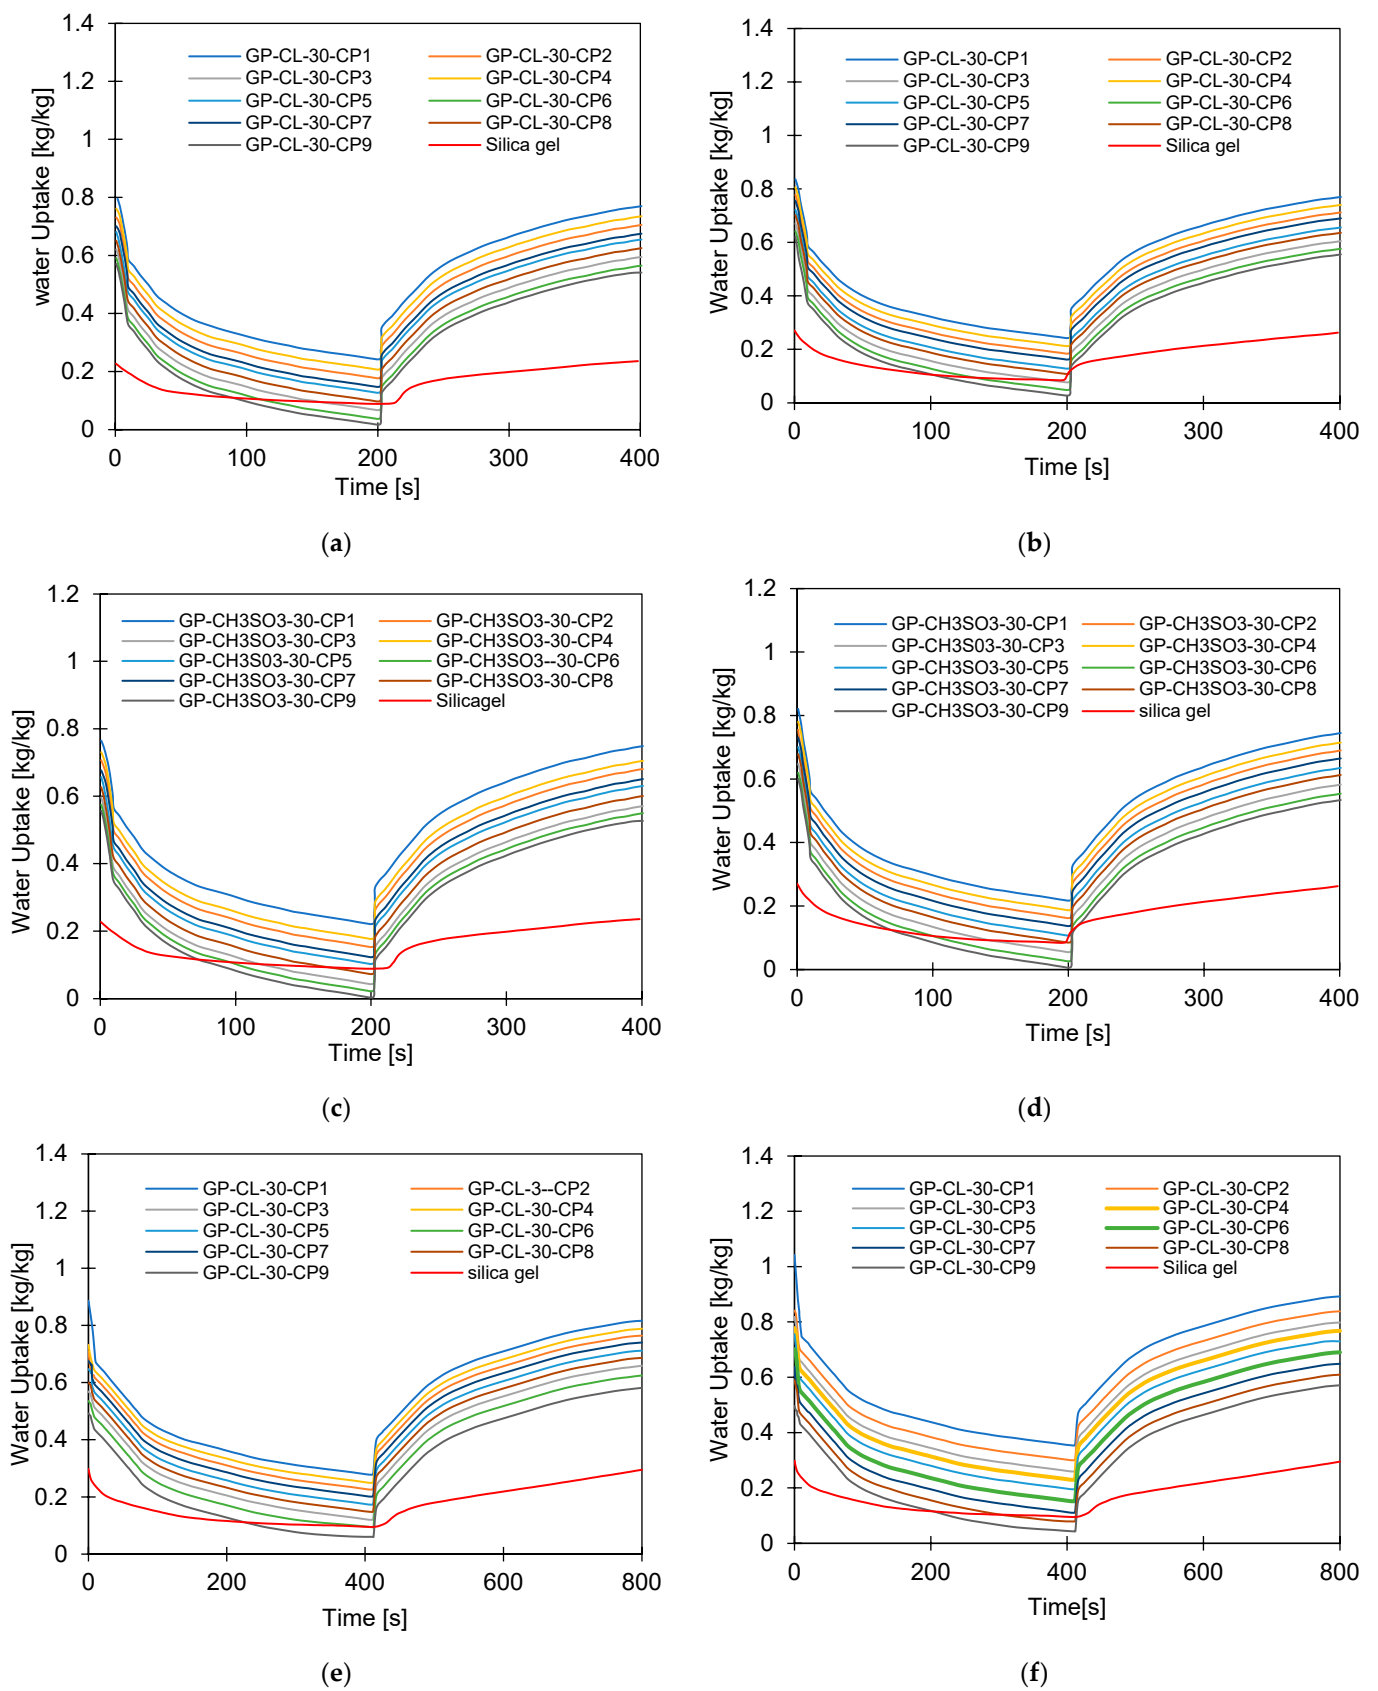 1.4
1.2
1
0.8
0.6
0.4
0.2
0
water Uptake [kg/kg]
GP-CL-30-CP1
GP-CL-30-CP2
GP-CL-30-CP3
GP-CL-30-CP4
GP-CL-30-CP5
GP-CL-30-CP6
GP-CL-30-CP7
GP-CL-30-CP8
GP-CL-30-CP9
Silica gel
0 100 200 300 400
Time [s]
(a)
1.4
1.2
1
0.8
0.6
0.4
0.2
0
Water Uptake [kg/kg]
GP-CL-30-CP1
GP-CL-30-CP2
GP-CL-30-CP3
GP-CL-30-CP4
GP-CL-30-CP5
GP-CL-30-CP6
GP-CL-30-CP7
GP-CL-30-CP8
GP-CL-30-CP9
Silica gel
0 100 200 300 400
Time [s]
(b)
1.2
1
0.8
0.6
0.4
0.2
0
Water Uptake [kg/kg]
GP-CH3SO3-30-CP1
GP-CH3SO3-30-CP2
GP-CH3SO3-30-CP3
GP-CH3SO3-30-CP4
GP-CH3S03-30-CP5
GP-CH3SO3--30-CP6
GP-CH3SO3-30-CP7
GP-CH3SO3-30-CP8
GP-CH3SO3-30-CP9
Silicagel
0 100 200 300 400
Time [s]
(c)
1.2
1
0.8
0.6
0.4
0.2
0
Water Uptake [kg/kg]
GP-CH3SO3-30-CP1
GP-CH3SO3-30-CP2
GP-CH3S03-30-CP3
GP-CH3SO3-30-CP4
GP-CH3SO3-30-CP5
GP-CH3SO3-30-CP6
GP-CH3SO3-30-CP7
GP-CH3SO3-30-CP8
GP-CH3SO3-30-CP9
silica gel
0 100 200 300 400
Time [s]
(d)
1.4
1.2
1
0.8
0.6
0.4
0.2
0
Water Uptake [kg/kg]
GP-CL-30-CP1
GP-CL-3--CP2
GP-CL-30-CP3
GP-CL-30-CP4
GP-CL-30-CP5
GP-CL-30-CP6
GP-CL-30-CP7
GP-CL-30-CP8
GP-CL-30-CP9
silica gel
0 200 400 600 800
Time [s]
(e)
1.4
1.2
1
0.8
0.6
0.4
0.2
0
Water Uptake [kg/kg]
GP-CL-30-CP1
GP-CL-30-CP2
GP-CL-30-CP3
GP-CL-30-CP4
GP-CL-30-CP5
GP-CL-30-CP6
GP-CL-30-CP7
GP-CL-30-CP8
GP-CL-30-CP9
Silica gel
0 200 400 600 800
Time[s]
(f)